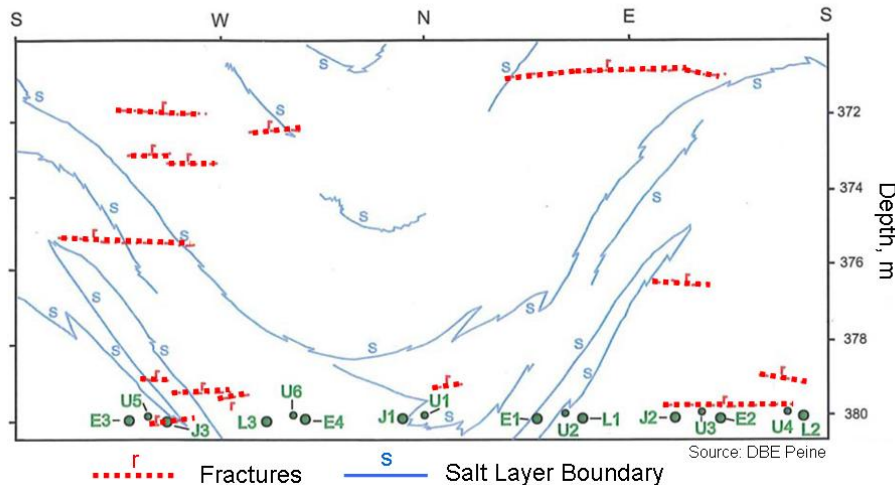 S W N E S
S
r
S
r
S
S
372
r
S
S
r
r
374
S
S
S
Depth, m
r
S
376
r
S
S
S
378
S
S
S
S
r
r
r
r
r
S
r
U5
U6
U1
S
E3
J3
L3
E4
J1
E1
U2
L1
J2
U3
E2
U4
L2
380
Source: DBE Peine
r Fractures
S Salt Layer Boundary